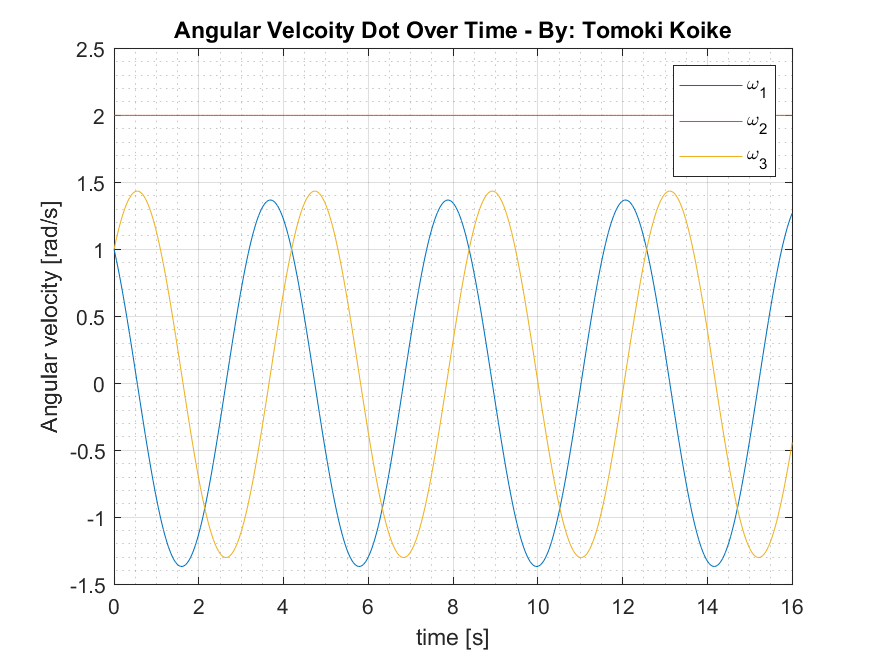 Angular Velcoity Dot Over Time - By: Tomoki Koike
2.5
2
1.5
1
0.5
0
-0.5
-1
-1.5
Angular velocity [rad/s]
ω1
ω2
ω3
0 2 4 6 8 10 12 14 16
time [s]